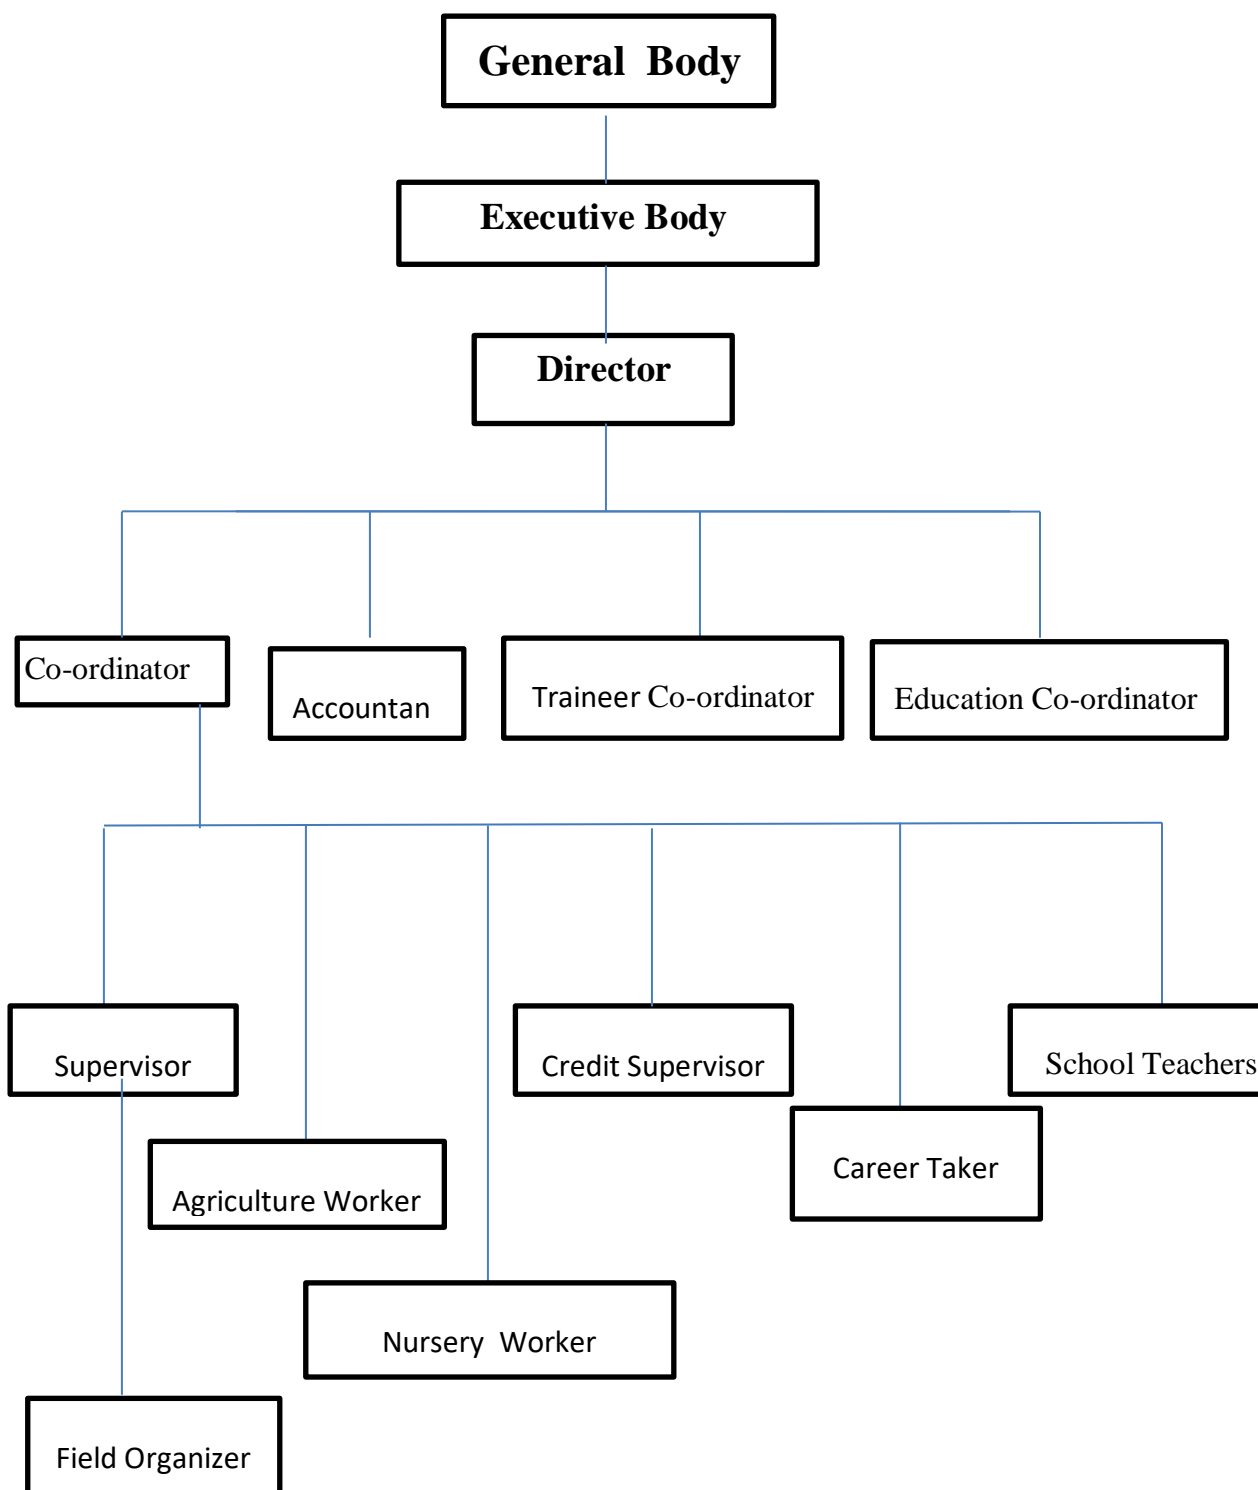 General Body
Executive Body
Director
Co-ordinator
Accountan
Traineer Co-ordinator
Education Co-ordinator
Supervisor
Credit Supervisor
School Teachers
Career Taker
Agriculture Worker
Nursery Worker
Field Organizer